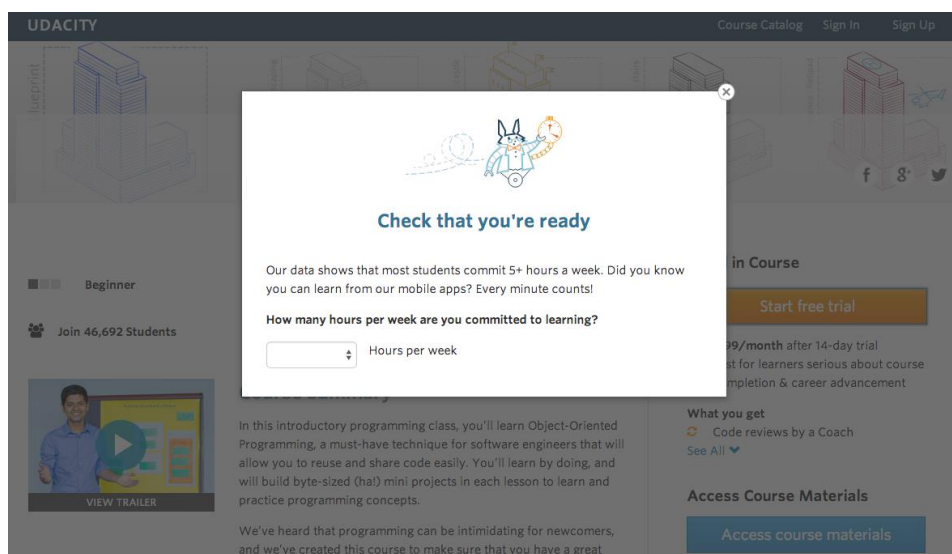 UDACITY
Course Catalog Sign In Sign Up
blueprint
Check that you're ready
Our data shows that most students commit 5+ hours a week. Did you know
you can learn from our mobile apps? Every minute counts!
How many hours per week are you committed to learning?
Hours per week
Beginner
Join 46,692 Students
VIEW TRAILER
In this introductory programming class, you'll learn Object-Oriented
Programming, a must-have technique for software engineers that will
allow you to reuse and share code easily. You'll learn by doing, and
will build byte-sized (ha!) mini projects in each lesson to learn and
practice programming concepts.
We've heard that programming can be intimidating for newcomers,
and we've created this course to make sure that you have a great
in Course
Start free trial
99/month after 14-day trial
for learners serious about course
& career advancement
What you get
Code reviews by a Coach
See All
Access Course Materials
Access course materials